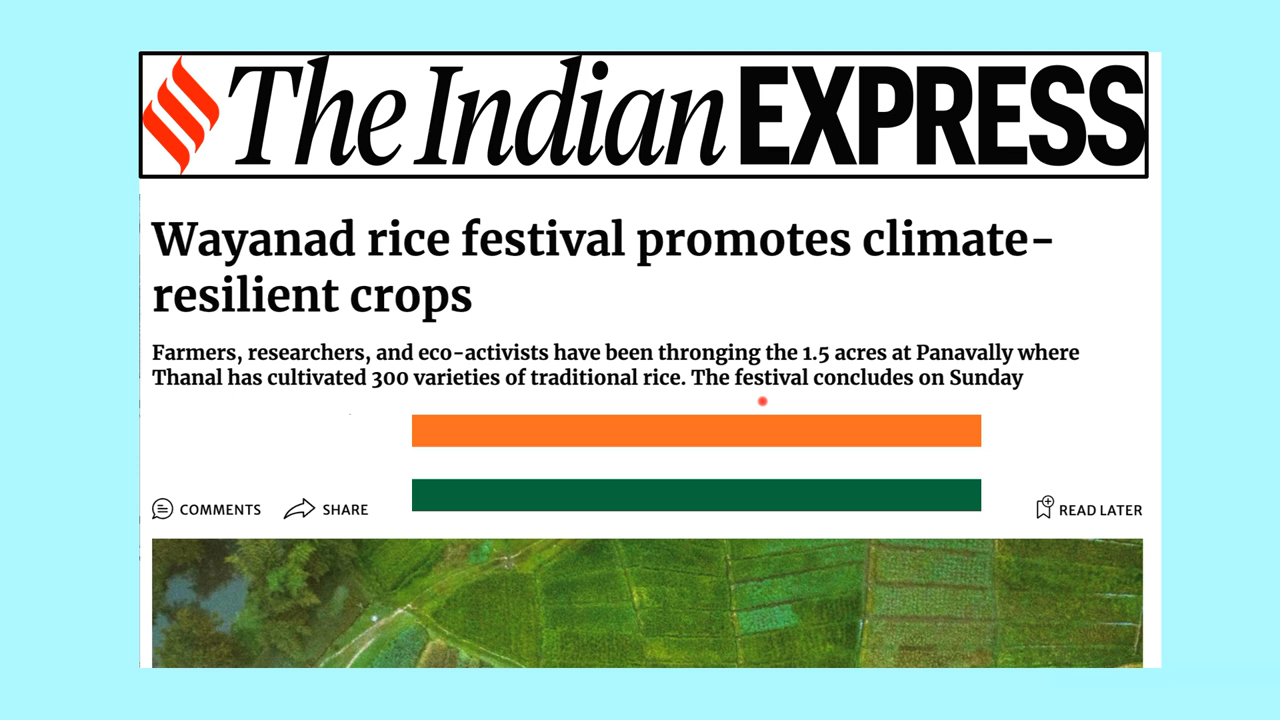 The Indian EXPRESS
Wayanad rice festival promotes climate-
resilient crops
Farmers, researchers, and eco-activists have been thronging the 1.5 acres at Panavally where
Thanal has cultivated 300 varieties of traditional rice. The festival concludes on Sunday
COMMENTS SHARE READ LATER